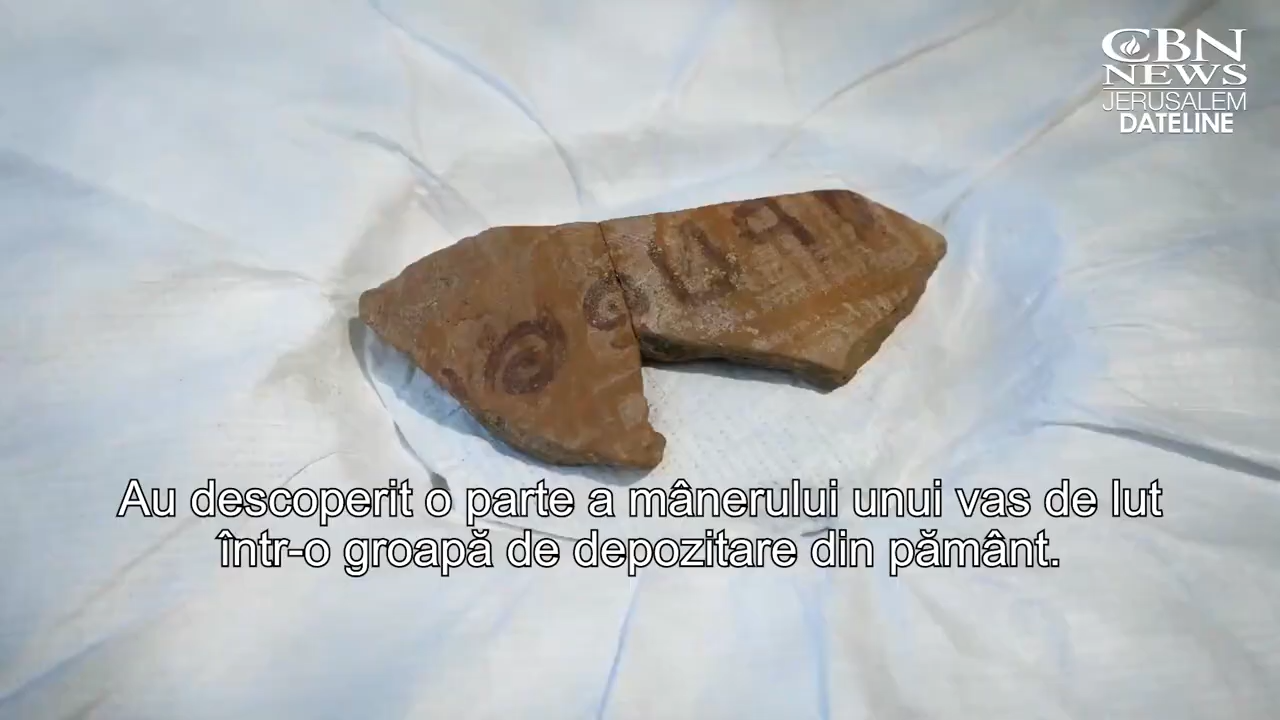 CBN
NEWS
JERUSALEM
DATELINE
Au descoperit o parte a mânerului unui vas de lut
într-o groapă de depozitare din pământ.